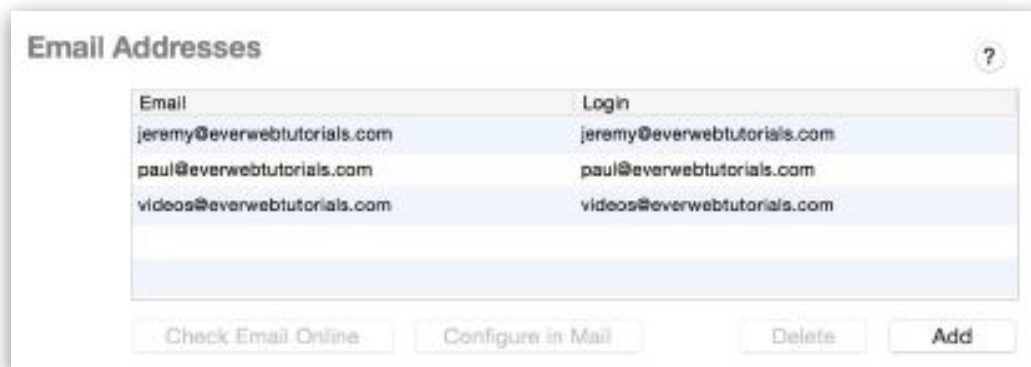 Email Addresses
?
Email Login
jeremy@everwebtutorials.com jeremy@everwebtutorials.com
paul@everwebtutorials.com paul@everwebtutorials.com
videos@everwebtutorials.com videos@everwebtutorials.com
Check Email Online Configure in Mail Delete Add